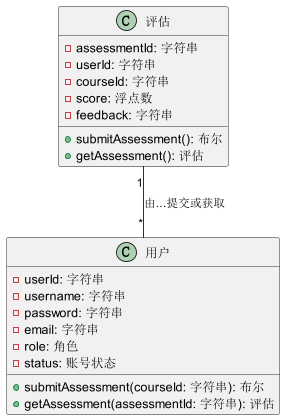 C 评估
assessmentId: 字符串
userId: 字符串
courseId: 字符串
score: 浮点数
feedback: 字符串
submitAssessment(): 布尔
getAssessment(): 评估
1
由...提交或获取
*
C 用户
userId: 字符串
username: 字符串
password: 字符串
email: 字符串
role: 角色
status: 账号状态
submitAssessment(courseId: 字符串): 布尔
getAssessment(assessmentId: 字符串): 评估